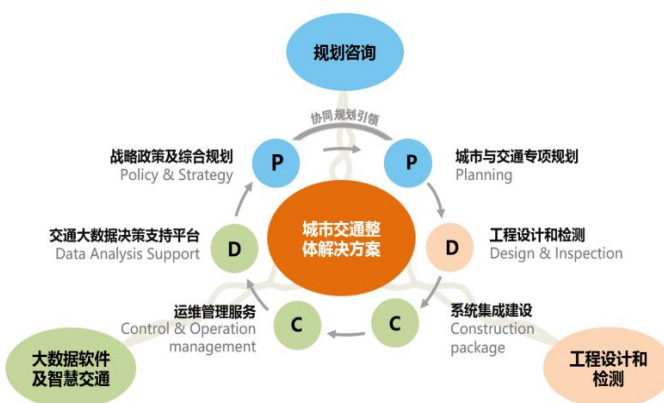 规划咨询
协同规划引领
战略政策及综合规划
Policy & Strategy
P
P
城市与交通专项规划
Planning
交通大数据决策支持平台
Data Analysis Support
D
城市交通整
体解决方案
D
工程设计和检测
Design & Inspection
运维管理服务
Control & Operation
management
C
C
系统集成建设
Construction
package
大数据软件
及智慧交通
工程设计和
检测